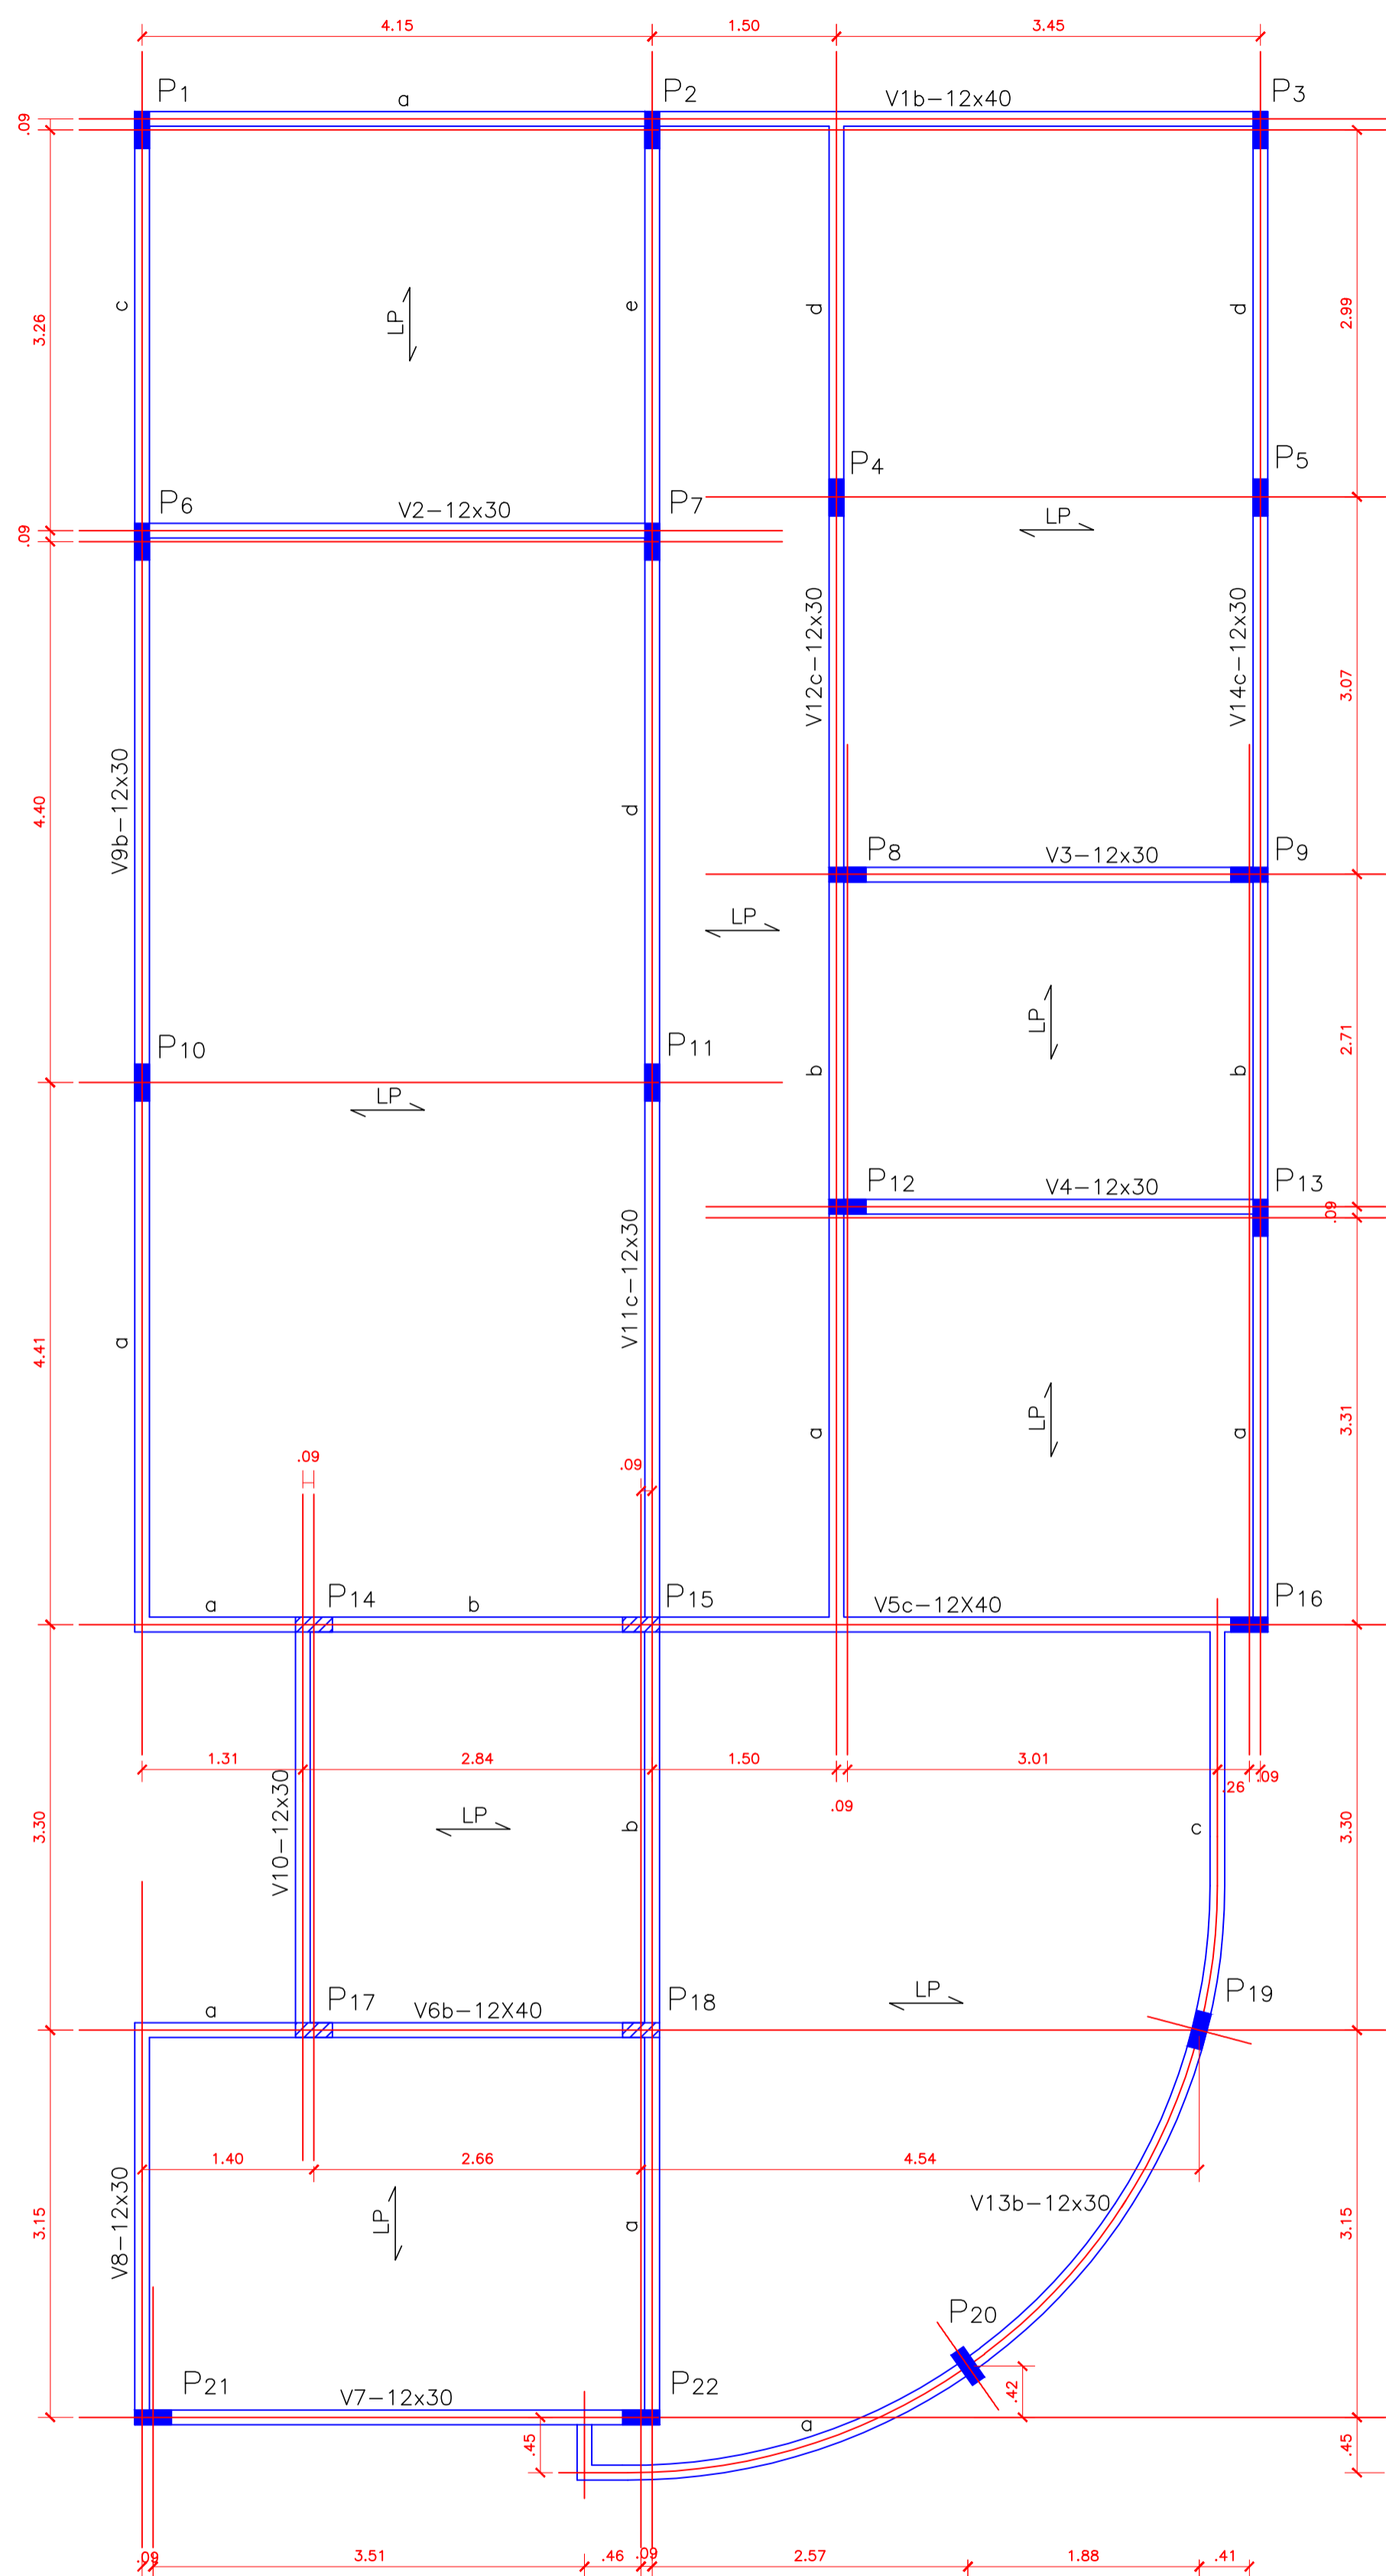 4.15 1.50 3.45
P1 a P2 V1b-12x40 P3
.09
c e d d
3.26 LP 2.99
P4 P5
P6 V2-12x30 P7
LP
.09
V12c-12x30 V14c-12x30 3.07
V9b-12x30 4.40 d
P8 V3-12x30 P9
LP
LP
P10 P11 b b 2.71
LP
P12 V4-12x30 P13
.09
V11c-12x30
a 4.41 LP a a 3.31
.09 .09
a P14 b P15 V5c-12X40 P16
1.31 2.84 1.50 3.01 .26 .09
.09
V10-12x30 3.30 LP b c 3.30
LP P19
a P17 V6b-12X40 P18
1.40 2.66 4.54
V13b-12x30
V8-12x30 3.15 LP a 3.15
P20
P21 V7-12x30 P22 .42
a
.45 .45
.09 3.51 .46 .09 2.57 1.88 .41